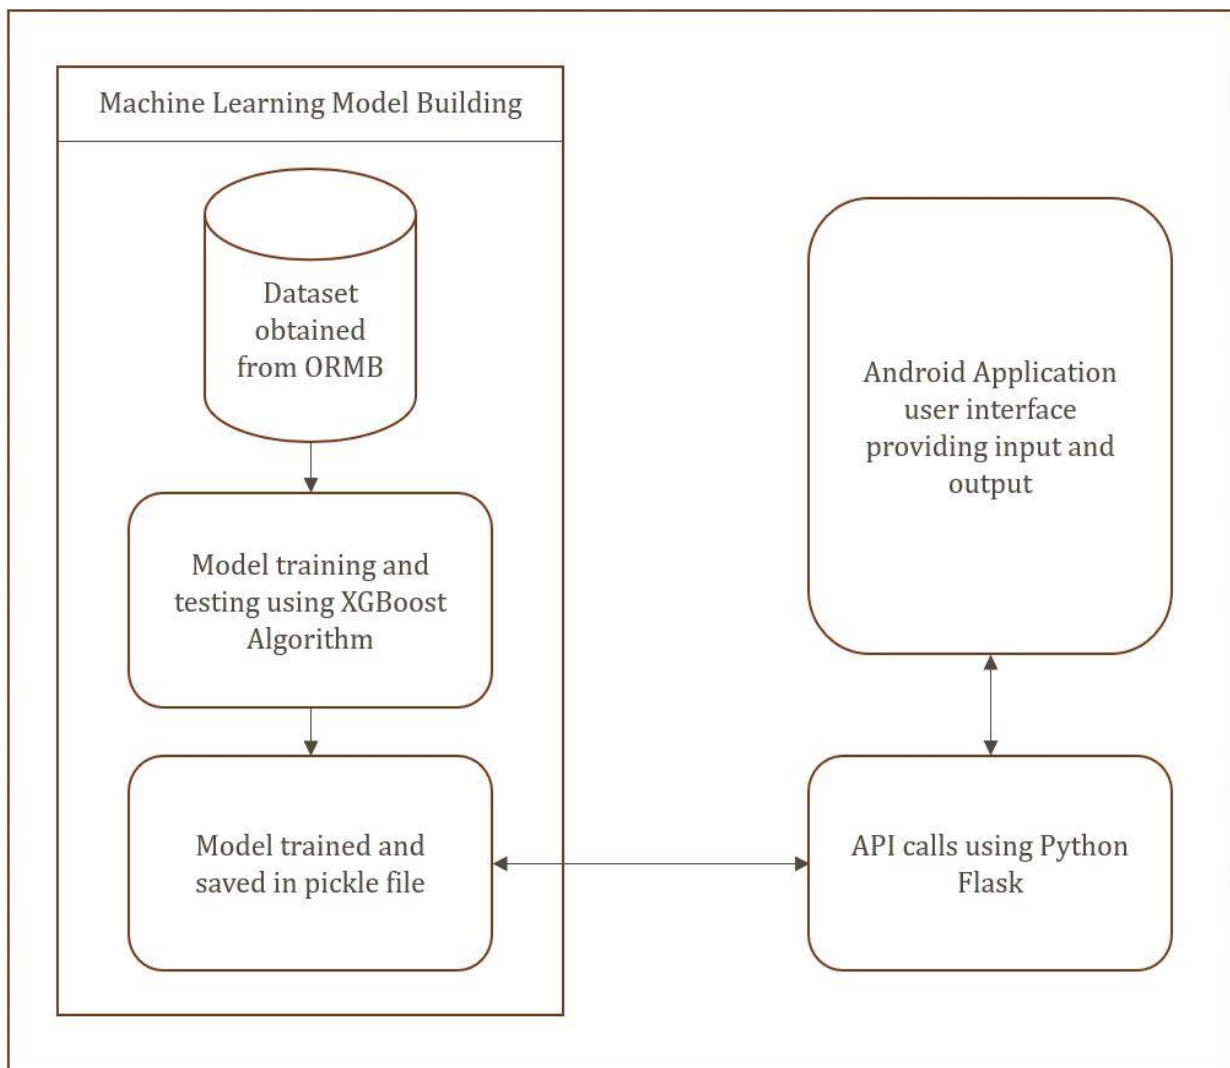 Machine Learning Model Building
Dataset
obtained
from ORMB
Model training and
testing using XGBoost
Algorithm
Model trained and
saved in pickle file
Android Application
user interface
providing input and
output
API calls using Python
Flask